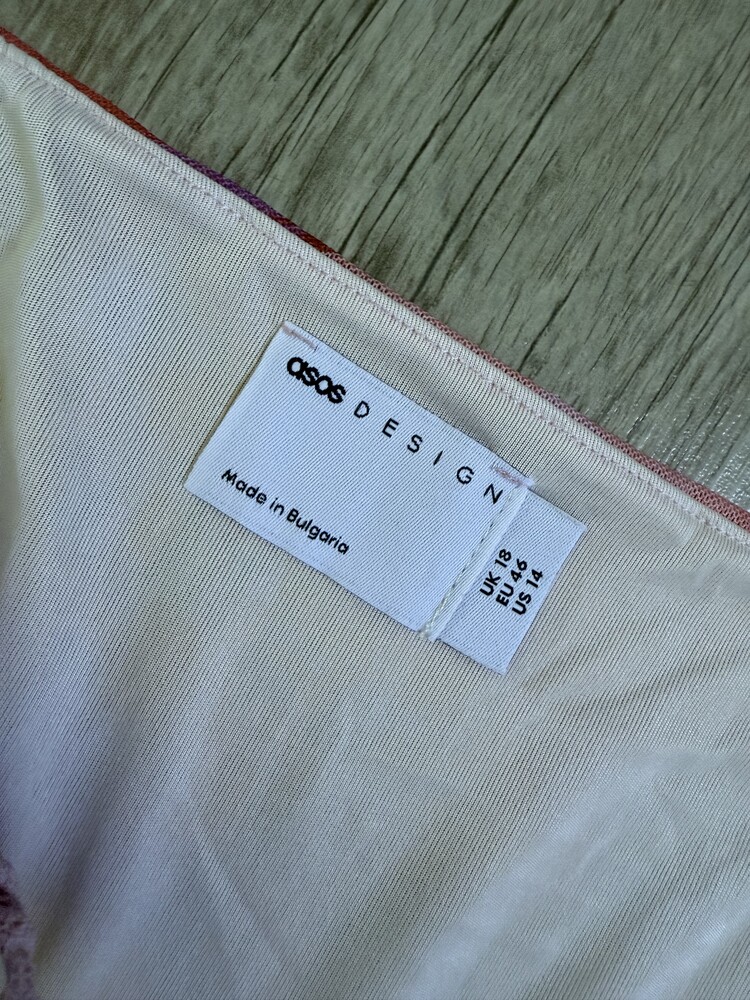 asos DESIGN
Made in Bulgaria
UK 18
EU 46
US 14